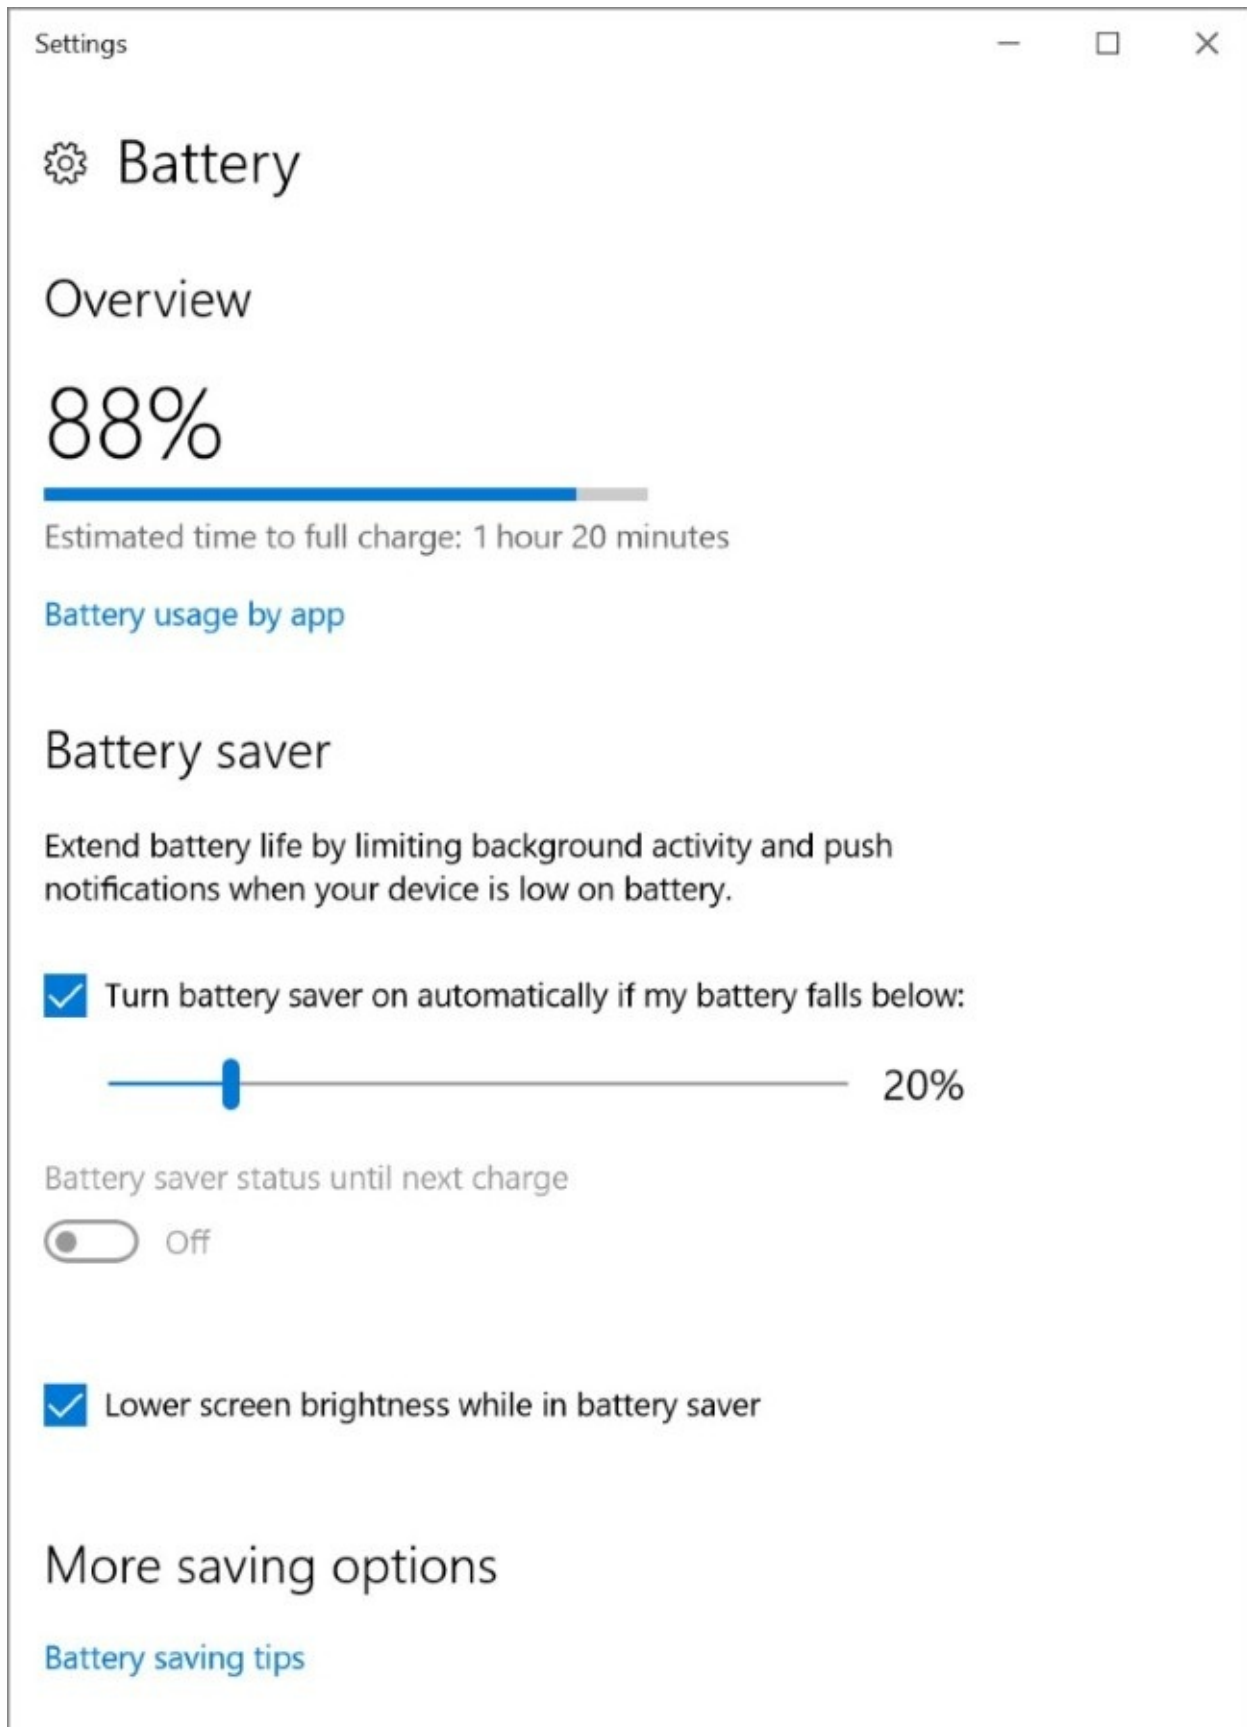 Settings
Battery
Overview
88%
Estimated time to full charge: 1 hour 20 minutes
Battery usage by app
Battery saver
Extend battery life by limiting background activity and push
notifications when your device is low on battery.
Turn battery saver on automatically if my battery falls below:
20%
Battery saver status until next charge
Off
Lower screen brightness while in battery saver
More saving options
Battery saving tips